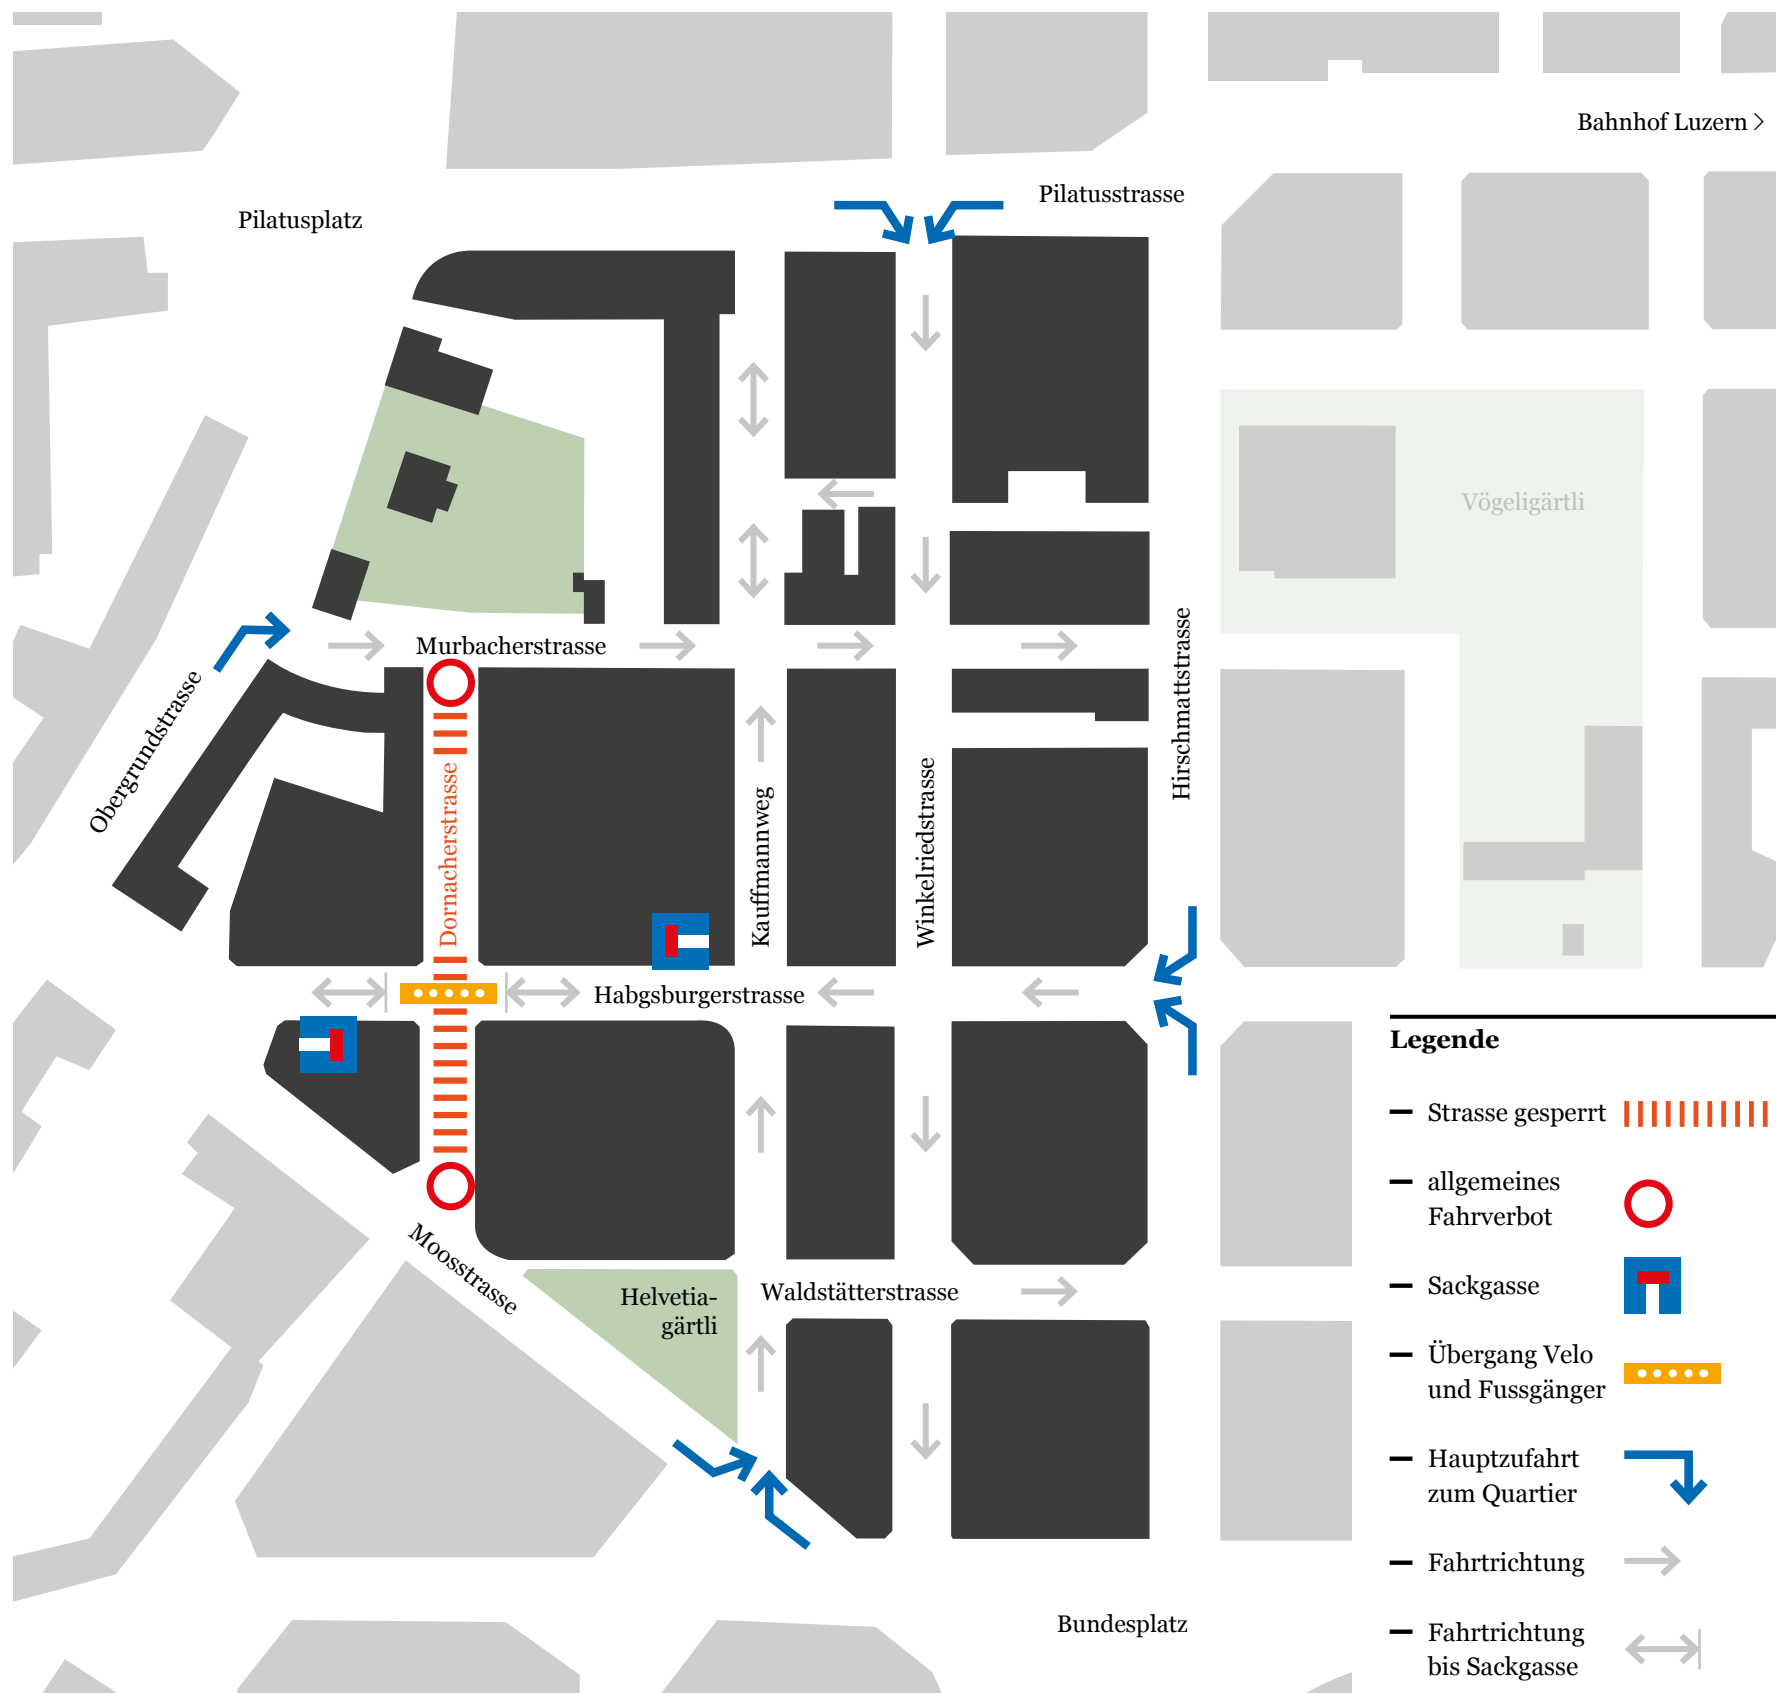 Bahnhof Luzern >
Pilatusstrasse
Pilatusplatz
Vögeligärtli
Murbacherstrasse
Obergrundstrasse
Dornacherstrasse
Kauffmannweg
Winkelriedstrasse
Hirschmattstrasse
Habgsburgerstrasse
Moosstrasse
Helvetia-
gärtli
Waldstätterstrasse
Bundesplatz
Legende
Strasse gesperrt
allgemeines
Fahrverbot
Sackgasse
Übergang Velo
und Fussgänger
Hauptzufahrt
zum Quartier
Fahrtrichtung
Fahrtrichtung
bis Sackgasse